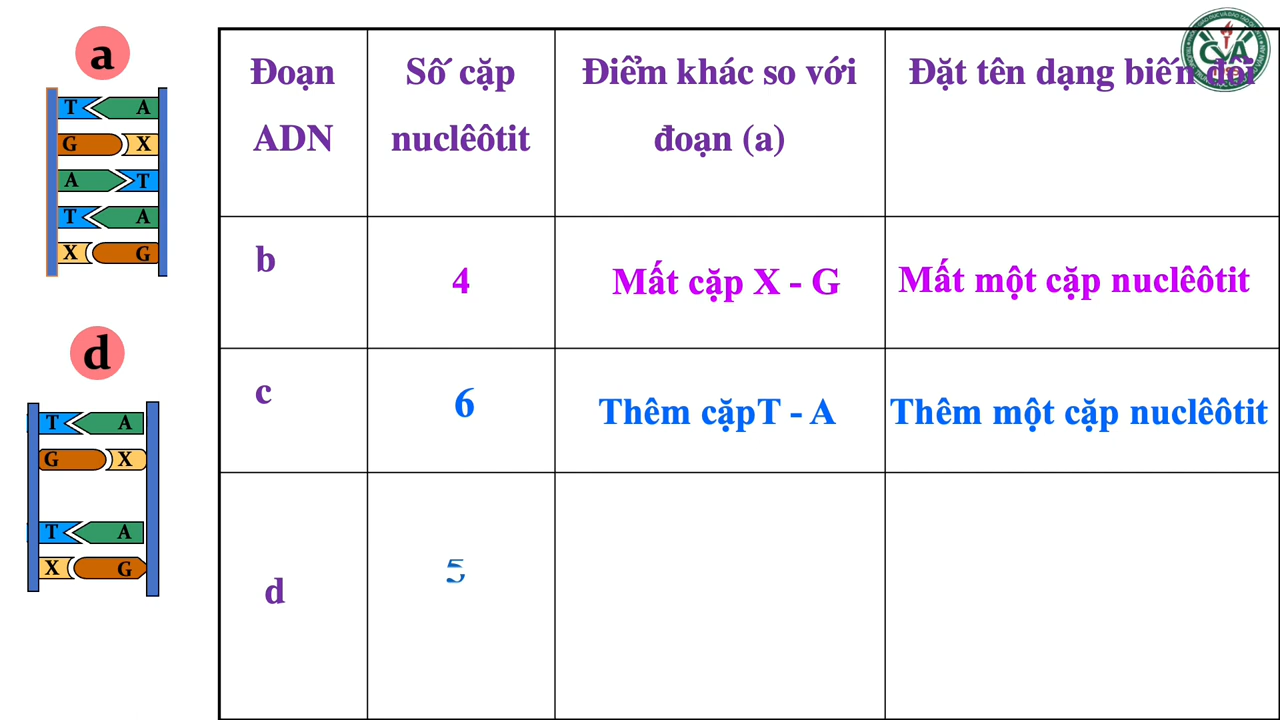 a
T A
G X
A T
T A
X G
d
T A
G X
T A
X G
Đoạn
ADN
Số cặp
nuclêôtit
Điểm khác so với
đoạn (a)
Đặt tên dạng biến đổi
b
4
Mất cặp X - G
Mất một cặp nuclêôtit
c
6
Thêm cặpT - A
Thêm một cặp nuclêôtit
d
5
CVA